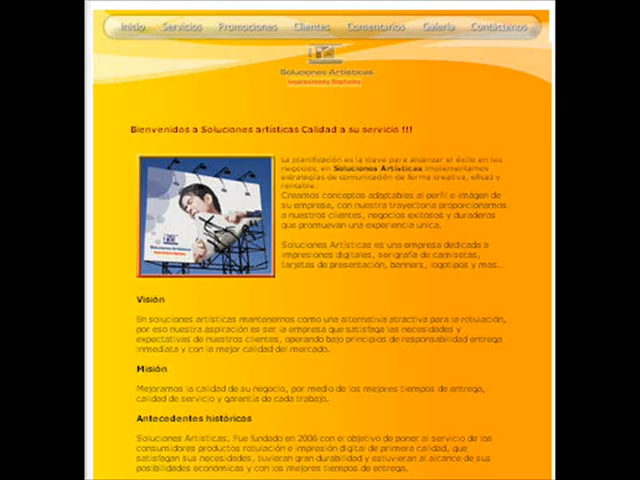 Inicio Servicios Promociones Clientes Comentarios Galería Contáctenos
Soluciones Artísticas
Impresiones Digitales
Bienvenidos a Soluciones artísticas Calidad a su servicio !!!
La planificación es la clave para alcanzar el éxito en los
negocios, en Soluciones Artísticas implementamos
estrategias de comunicación de forma creativa, eficaz y
rentable.
Creamos conceptos adaptables al perfil e imagen de
su empresa, con nuestra trayectoria proporcionamos
a nuestros clientes, negocios exitosos y duraderos
que promuevan una experiencia única.
Soluciones Artísticas es una empresa dedicada a
impresiones digitales, serigrafía de camisetas,
tarjetas de presentación, banners, logotipos y mas...
Soluciones Artísticas
Visión
En soluciones artísticas mantenernos como una alternativa atractiva para la rotulación,
por eso nuestra aspiración es ser la empresa que satisfaga las necesidades y
expectativas de nuestros clientes, operando bajo principios de responsabilidad entrega
inmediata y con la mejor calidad del mercado.
Misión
Mejoramos la calidad de su negocio, por medio de los mejores tiempos de entrega,
calidad de servicio y garantía de cada trabajo.
Antecedentes históricos
Soluciones Artísticas. Fue fundado en 2006 con el objetivo de poner al servicio de los
consumidores productos rotulación e impresión digital de primera calidad, que
satisfagan sus necesidades, tuvieran gran durabilidad y estuvieran al alcance de sus
posibilidades económicas y con los mejores tiempos de entrega.